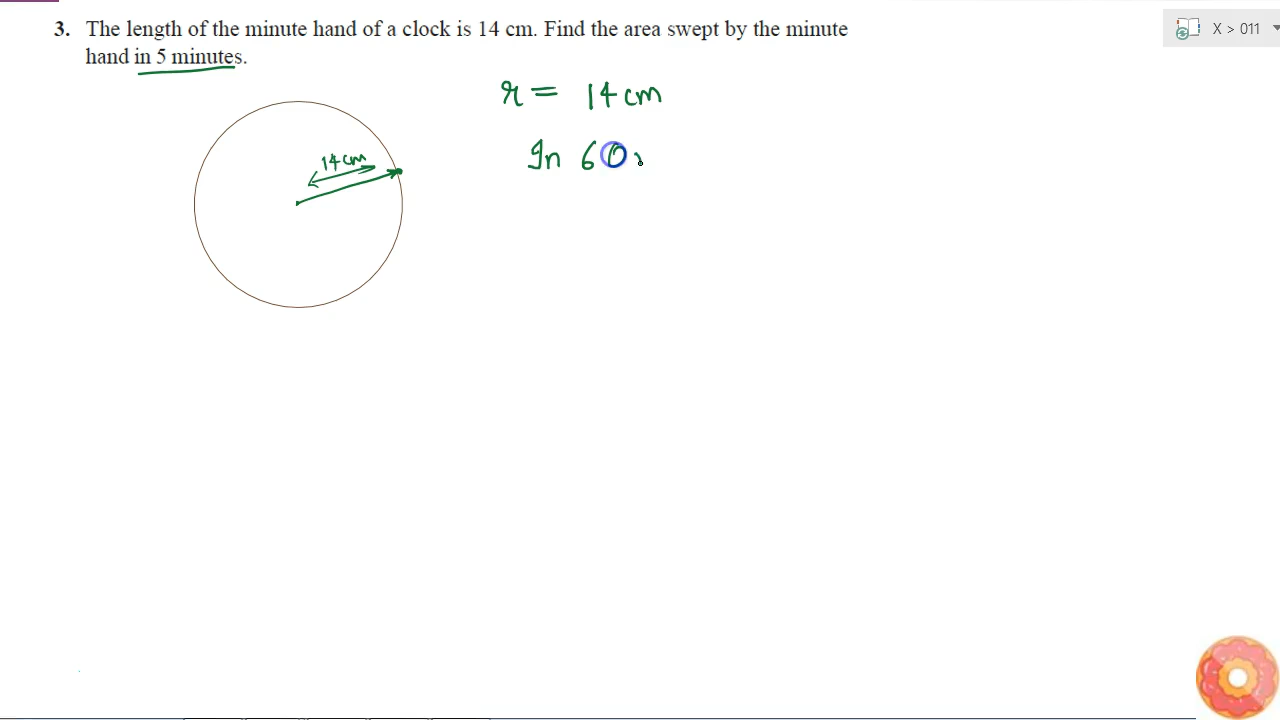 3. The length of the minute hand of a clock is 14 cm. Find the area swept by the minute
hand in 5 minutes.
X > 011
r = 14 cm
14 cm
In 60